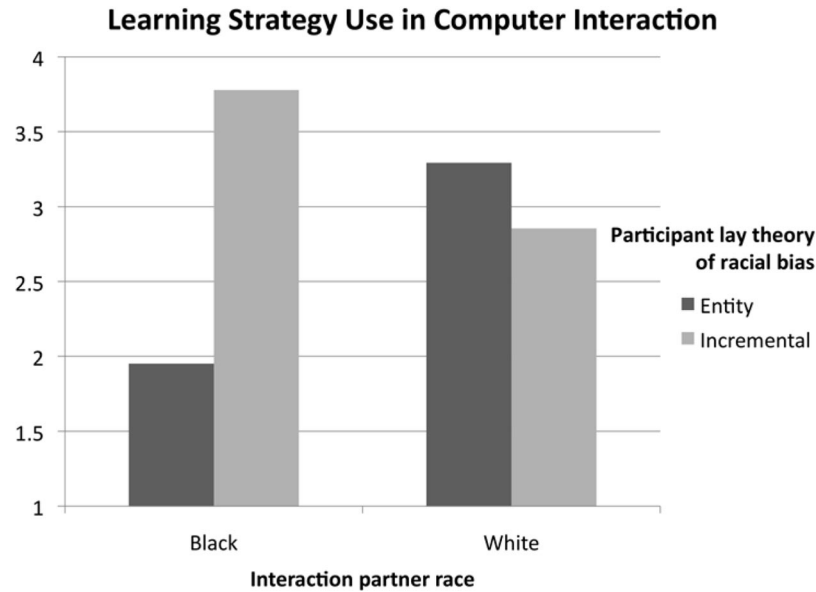 Learning Strategy Use in Computer Interaction
4
3.5
3
2.5
2
1.5
1
Black
White
Interaction partner race
Participant lay theory
of racial bias
Entity
Incremental